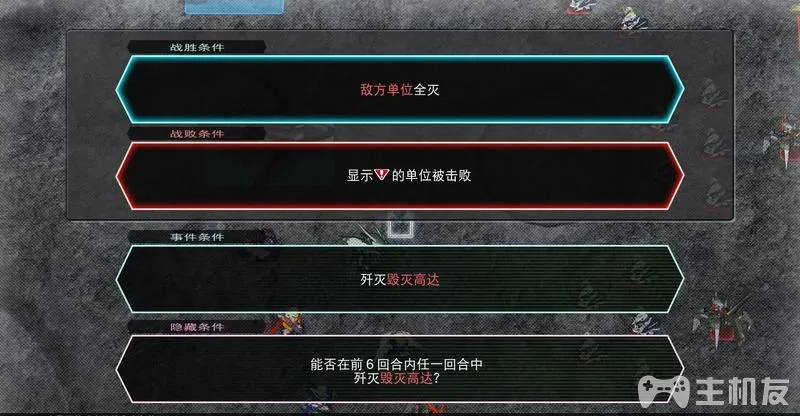 战胜条件
敌方单位全灭
战败条件
显示!的单位被击败
事件条件
歼灭毁灭高达
隐藏条件
能否在前6回合内任一回合中
歼灭毁灭高达?
主机友